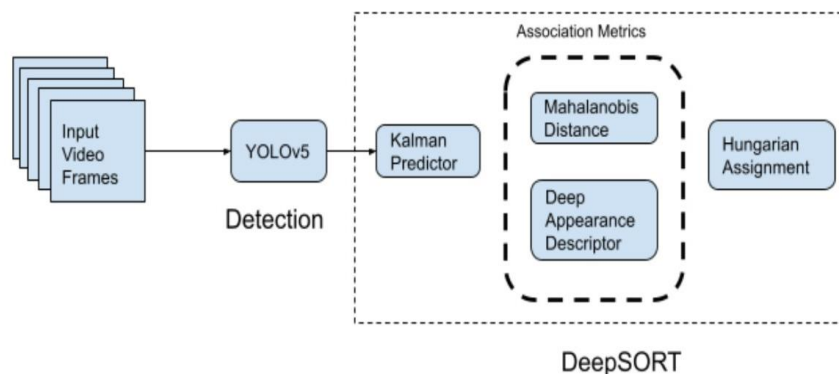 Association Metrics
Input
Video
Frames
YOLOv5
Kalman
Predictor
Mahalanobis
Distance
Deep
Appearance
Descriptor
Hungarian
Assignment
Detection
DeepSORT